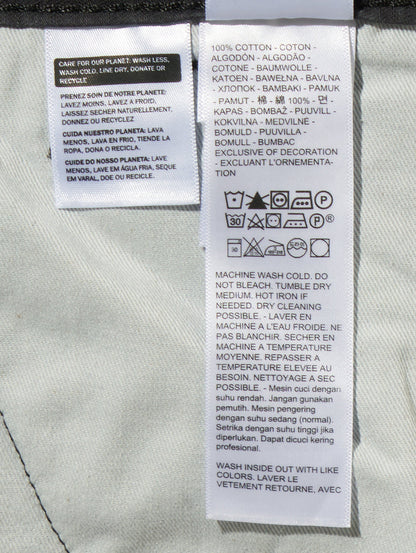 CARE FOR OUR PLANET: WASH LESS,
WASH COLD, LINE DRY, DONATE OR
RECYCLE
PRENEZ SOIN DE NOTRE PLANETE:
LAVEZ MOINS, LAVEZ A FROID,
LAISSEZ SECHER NATURELLEMENT,
DONNEZ OU RECYCLEZ
CUIDA NUESTRO PLANETA: LAVA
MENOS, LAVA EN FRIO, TIENDE LA
ROPA, DONA O RECICLA.
CUIDE DO NOSSO PLANETA: LAVE
MENOS, LAVE EM ÁGUA FRIA, SEQUE
EM VARAL, DOE OU RECICLE.
100% COTTON - COTON -
ALGODÓN - ALGODÃO -
COTONE - BAUMWOLLE -
KATOEN - BAWEŁNA - BAVLNA
- ХЛОПОК - BAMBAKI - PAMUK
- PAMUT - 棉 - 綿 100% - 면 -
KAPAS - BOMBAŽ - PUUVILL -
KOKVILNA - MEDVILNE -
BOMULD - PUUVILLA -
BOMULL - BUMBAC
EXCLUSIVE OF DECORATION
- EXCLUANT L'ORNEMENTA-
TION
P
30 P
MACHINE WASH COLD. DO
NOT BLEACH. TUMBLE DRY
MEDIUM. HOT IRON IF
NEEDED. DRY CLEANING
POSSIBLE. - LAVER EN
MACHINE A L'EAU FROIDE. NE
PAS BLANCHIR. SECHER EN
MACHINE A TEMPERATURE
MOYENNE. REPASSER A
TEMPERATURE ELEVEE AU
BESOIN. NETTOYAGE A SEC
POSSIBLE. - Mesin cuci dengan
suhu rendah. Jangan gunakan
pemutih. Mesin pengering
dengan suhu sedang (normal).
Setrika dengan suhu tinggi jika
diperlukan. Dapat dicuci kering
profesional.
WASH INSIDE OUT WITH LIKE
COLORS. LAVER LE
VETEMENT RETOURNE, AVEC